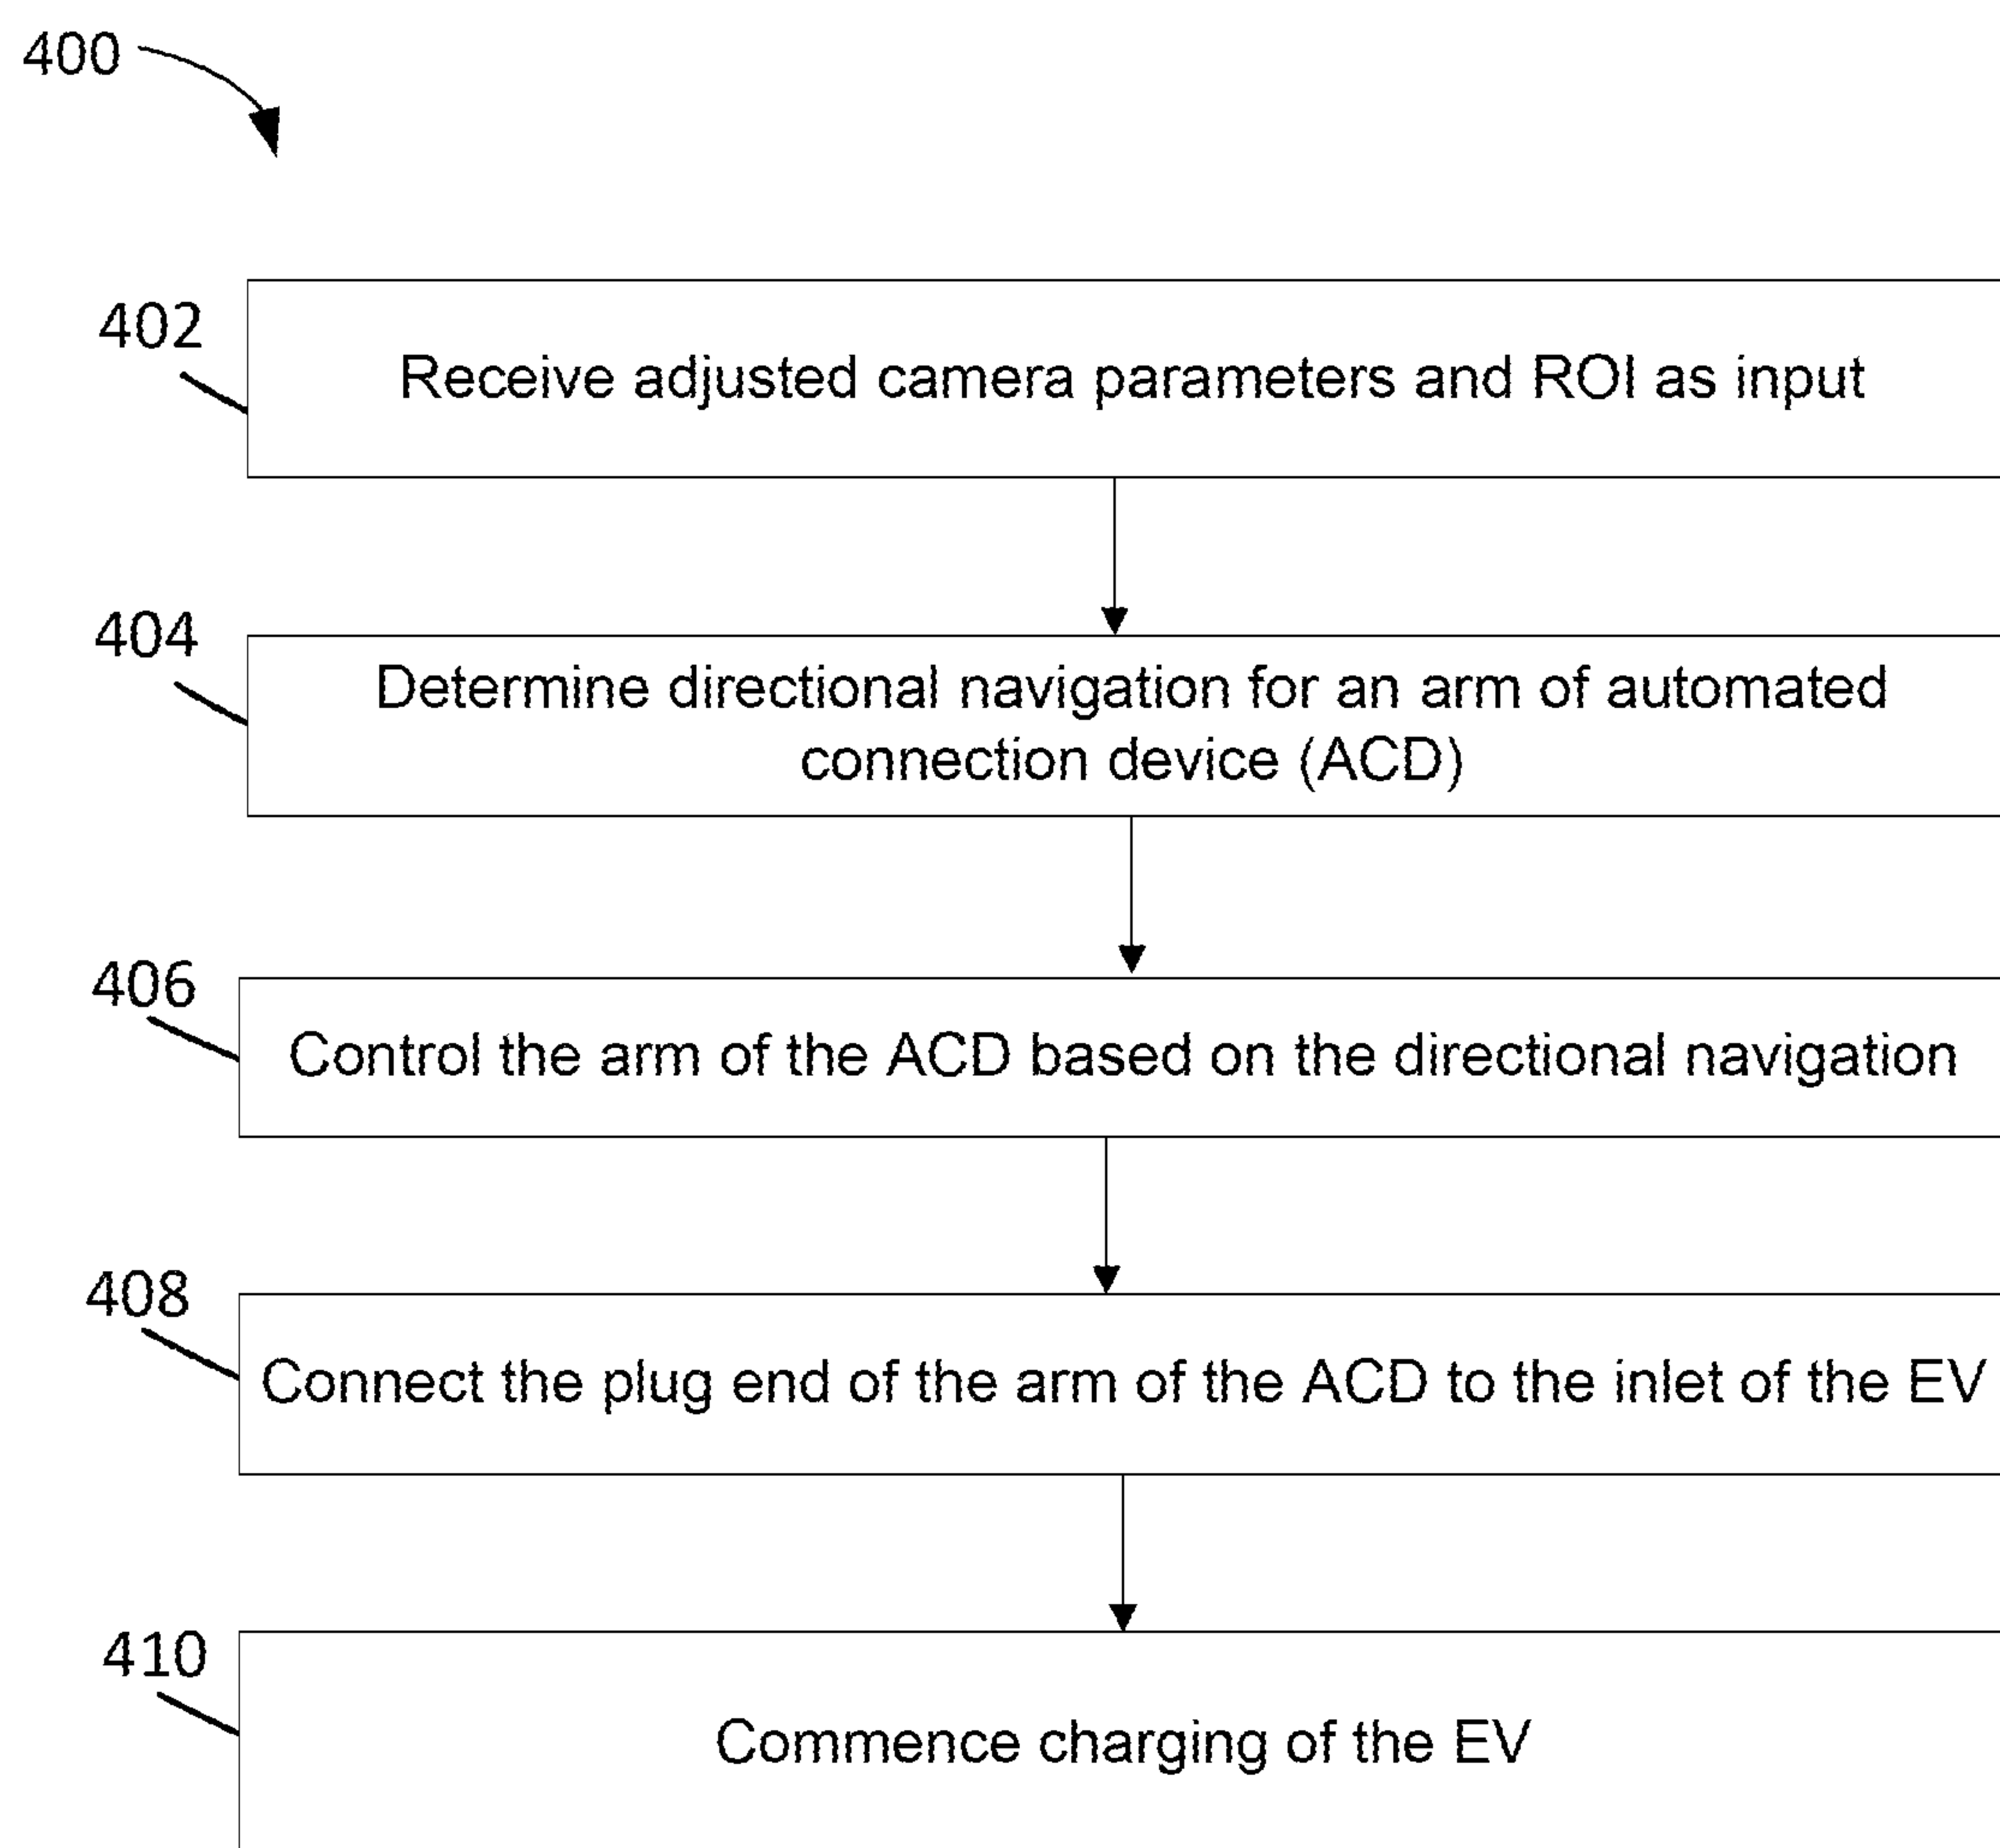 400
402
Receive adjusted camera parameters and ROI as input
404
Determine directional navigation for an arm of automated
connection device (ACD)
406
Control the arm of the ACD based on the directional navigation
408
Connect the plug end of the arm of the ACD to the inlet of the EV
410
Commence charging of the EV